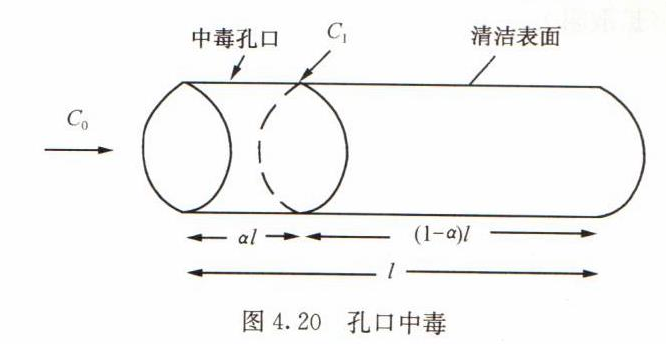 中毒孔口
C₁
清洁表面
C₀
αl
(1-α)l
l
图4.20 孔口中毒